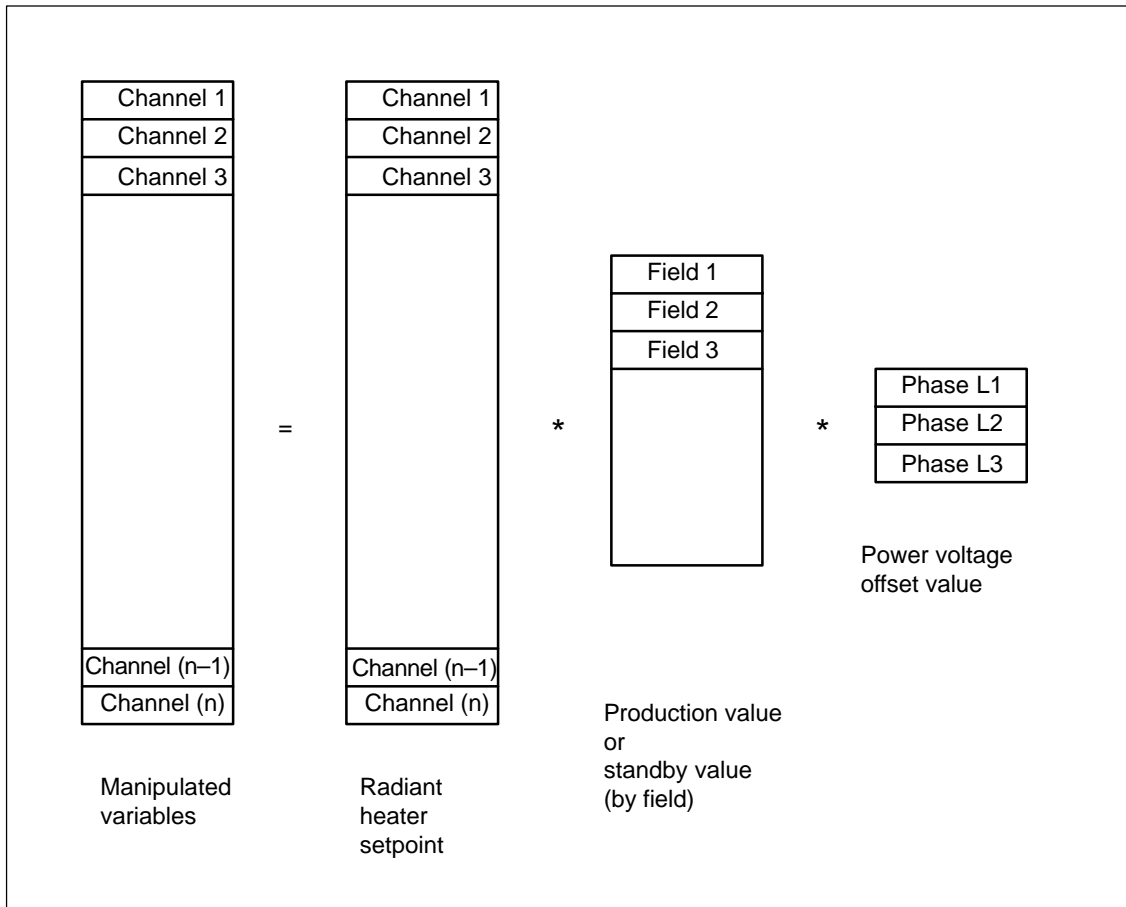 Channel 1
Channel 2
Channel 3
Channel (n–1)
Channel (n)
Manipulated
variables
=
Channel 1
Channel 2
Channel 3
Channel (n–1)
Channel (n)
Radiant
heater
setpoint
*
Field 1
Field 2
Field 3
Production value
or
standby value
(by field)
*
Phase L1
Phase L2
Phase L3
Power voltage
offset value